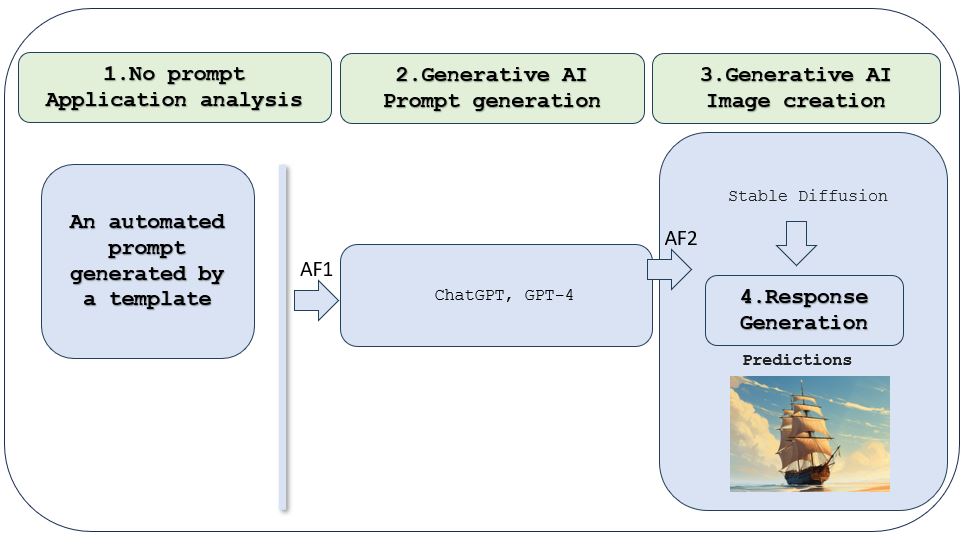 1.No prompt
Application analysis
2.Generative AI
Prompt generation
3.Generative AI
Image creation
An automated
prompt
generated by
a template
AF1
ChatGPT, GPT-4
AF2
Stable Diffusion
4.Response
Generation
Predictions